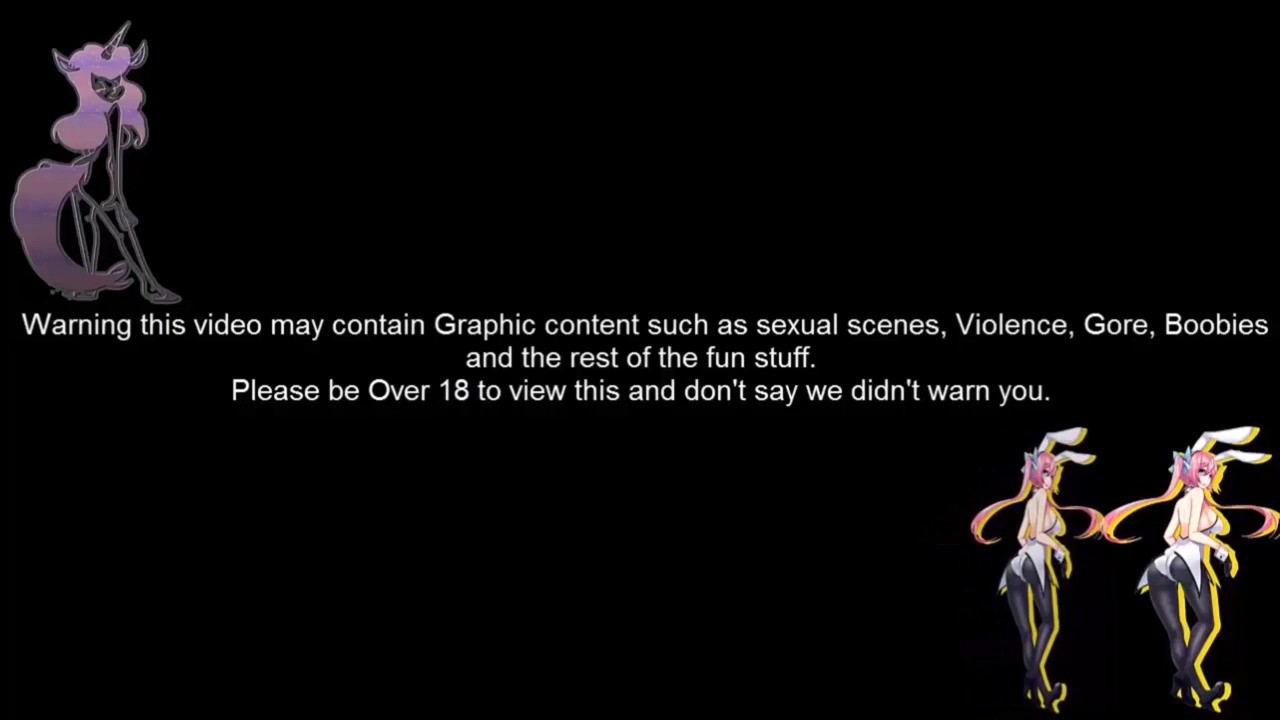 Warning this video may contain Graphic content such as sexual scenes, Violence, Gore, Boobies
and the rest of the fun stuff.
Please be Over 18 to view this and don't say we didn't warn you.